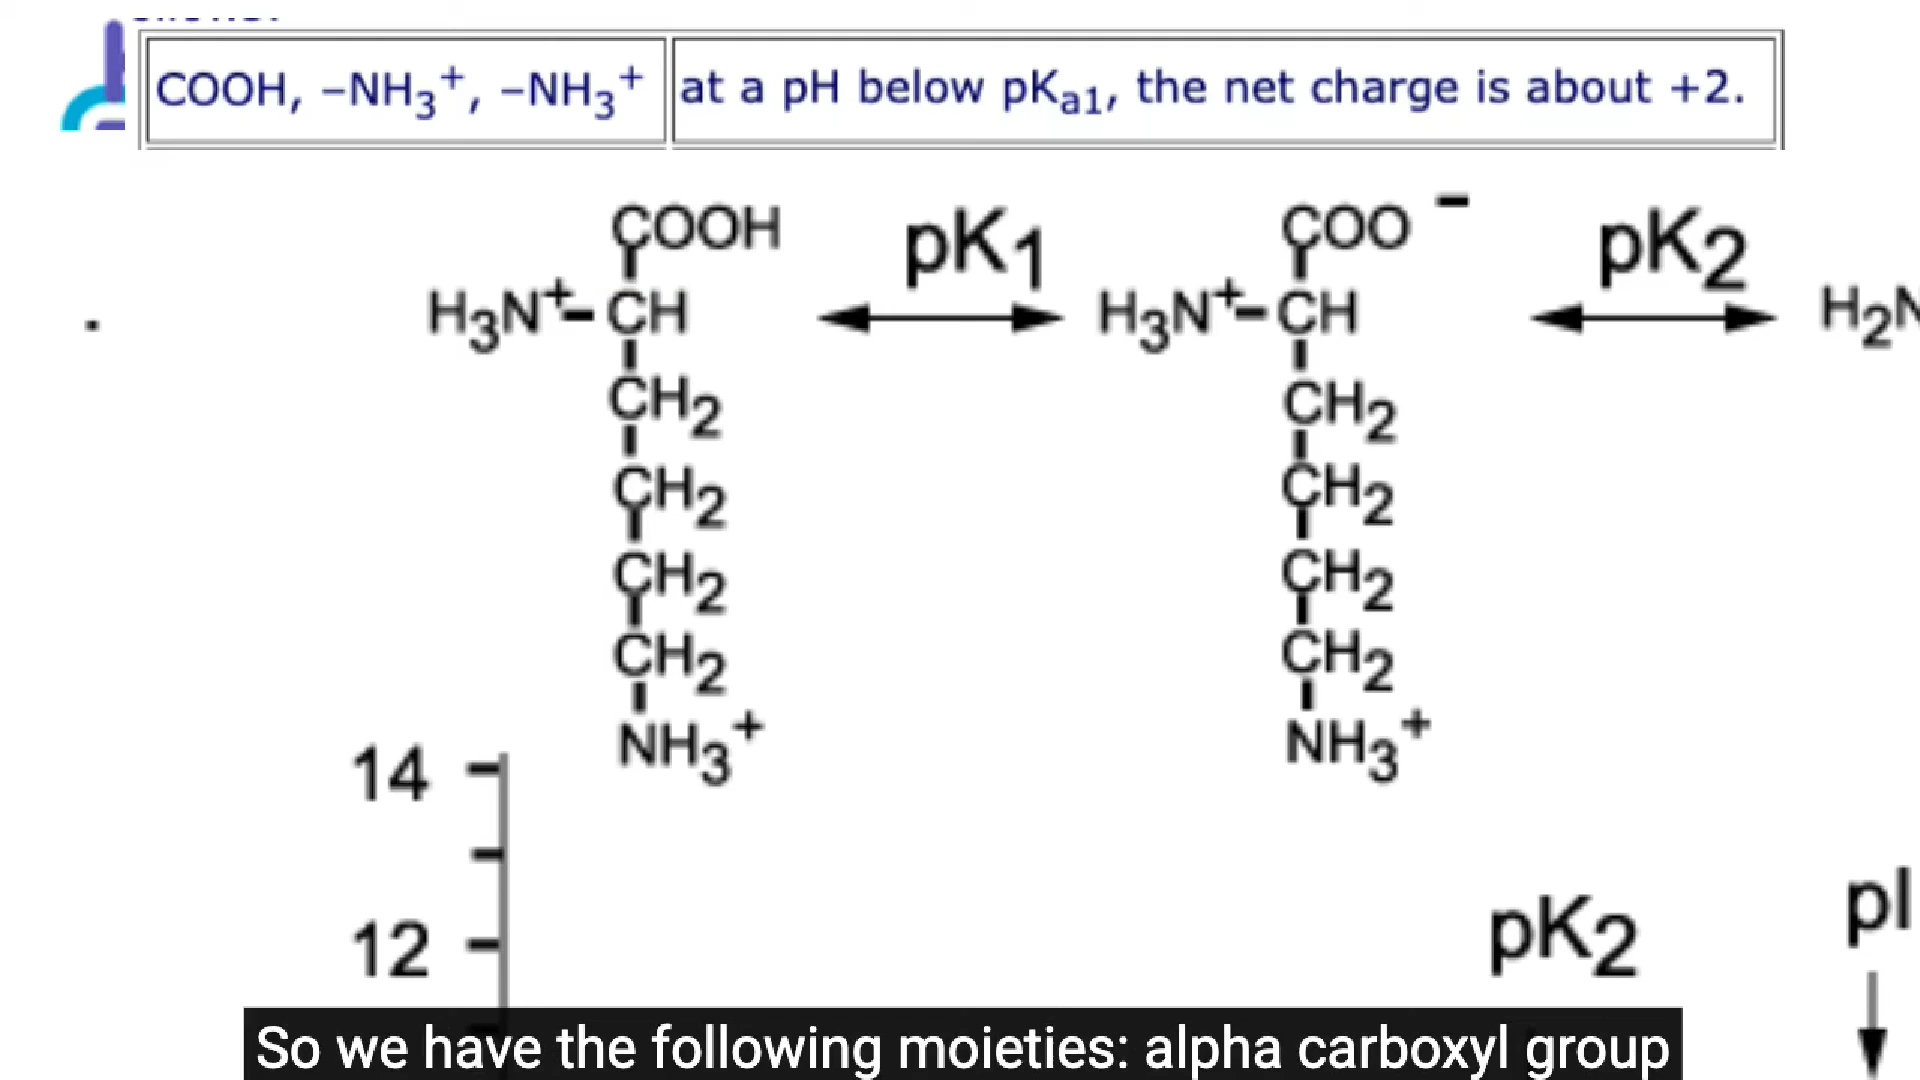 COOH, –NH₃⁺, –NH₃⁺ at a pH below pKₐ₁, the net charge is about +2.
COOH pK₁ COO⁻ pK₂
H₃N⁺–CH H₃N⁺–CH
CH₂ CH₂
CH₂ CH₂
CH₂ CH₂
CH₂ CH₂
NH₃⁺ NH₃⁺
14
pI
12 pK₂
So we have the following moieties: alpha carboxyl group